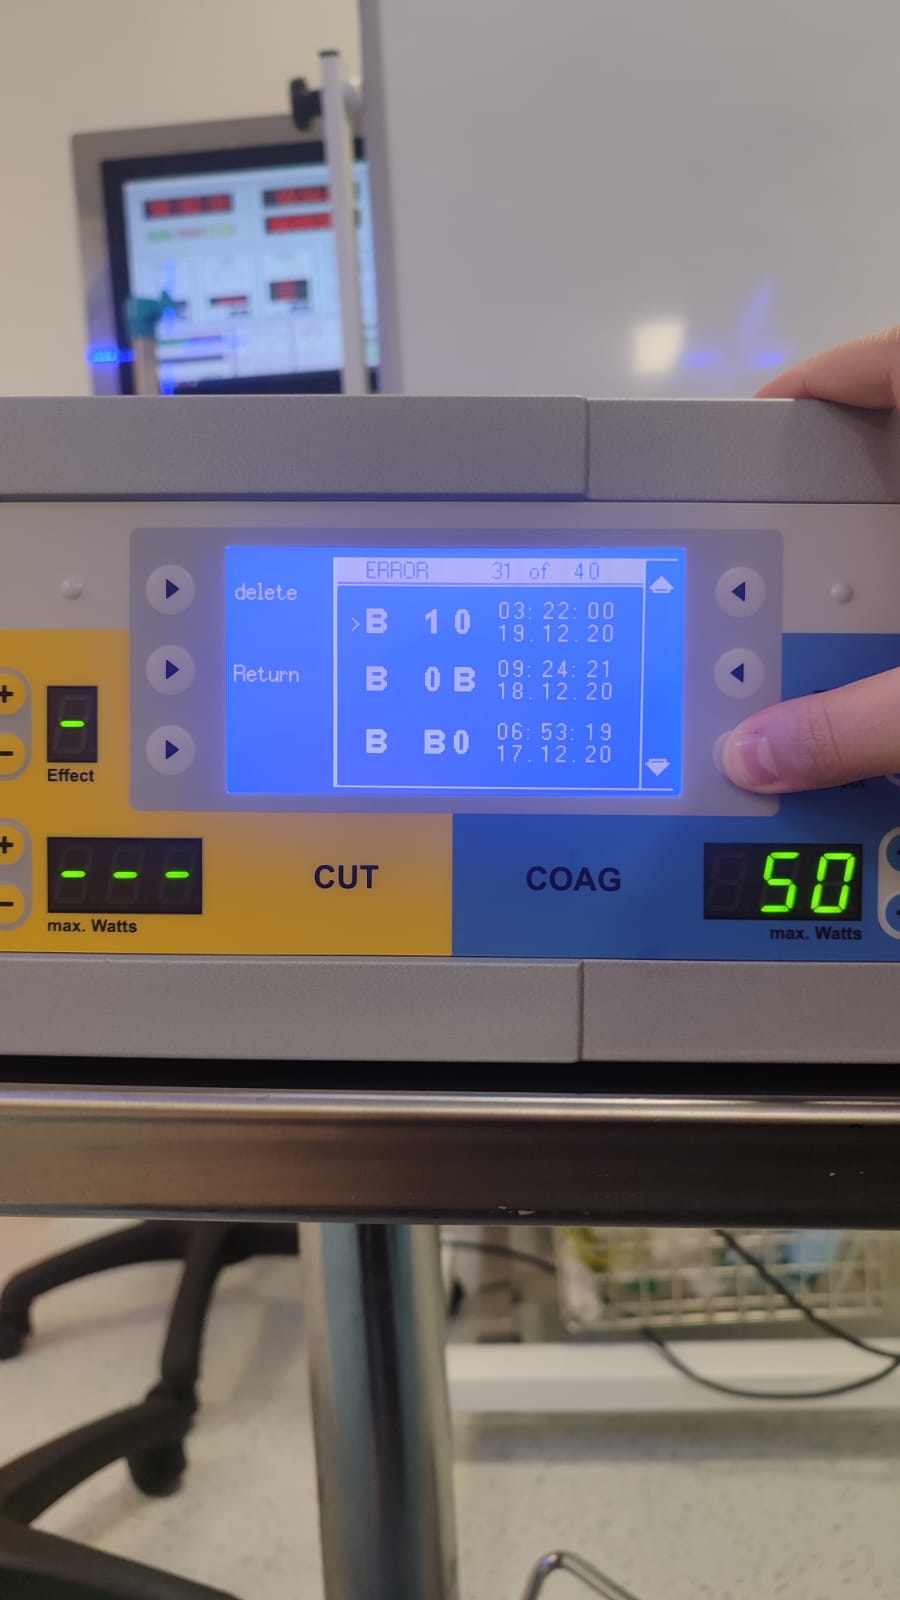 delete
Return
ERROR 31 of 40
>B 10 03:22:00
19.12.20
B 0B 09:24:21
18.12.20
B B0 06:53:19
17.12.20
+
-
-
Effect
+
-
- - -
max. Watts
CUT
COAG
50
max. Watts